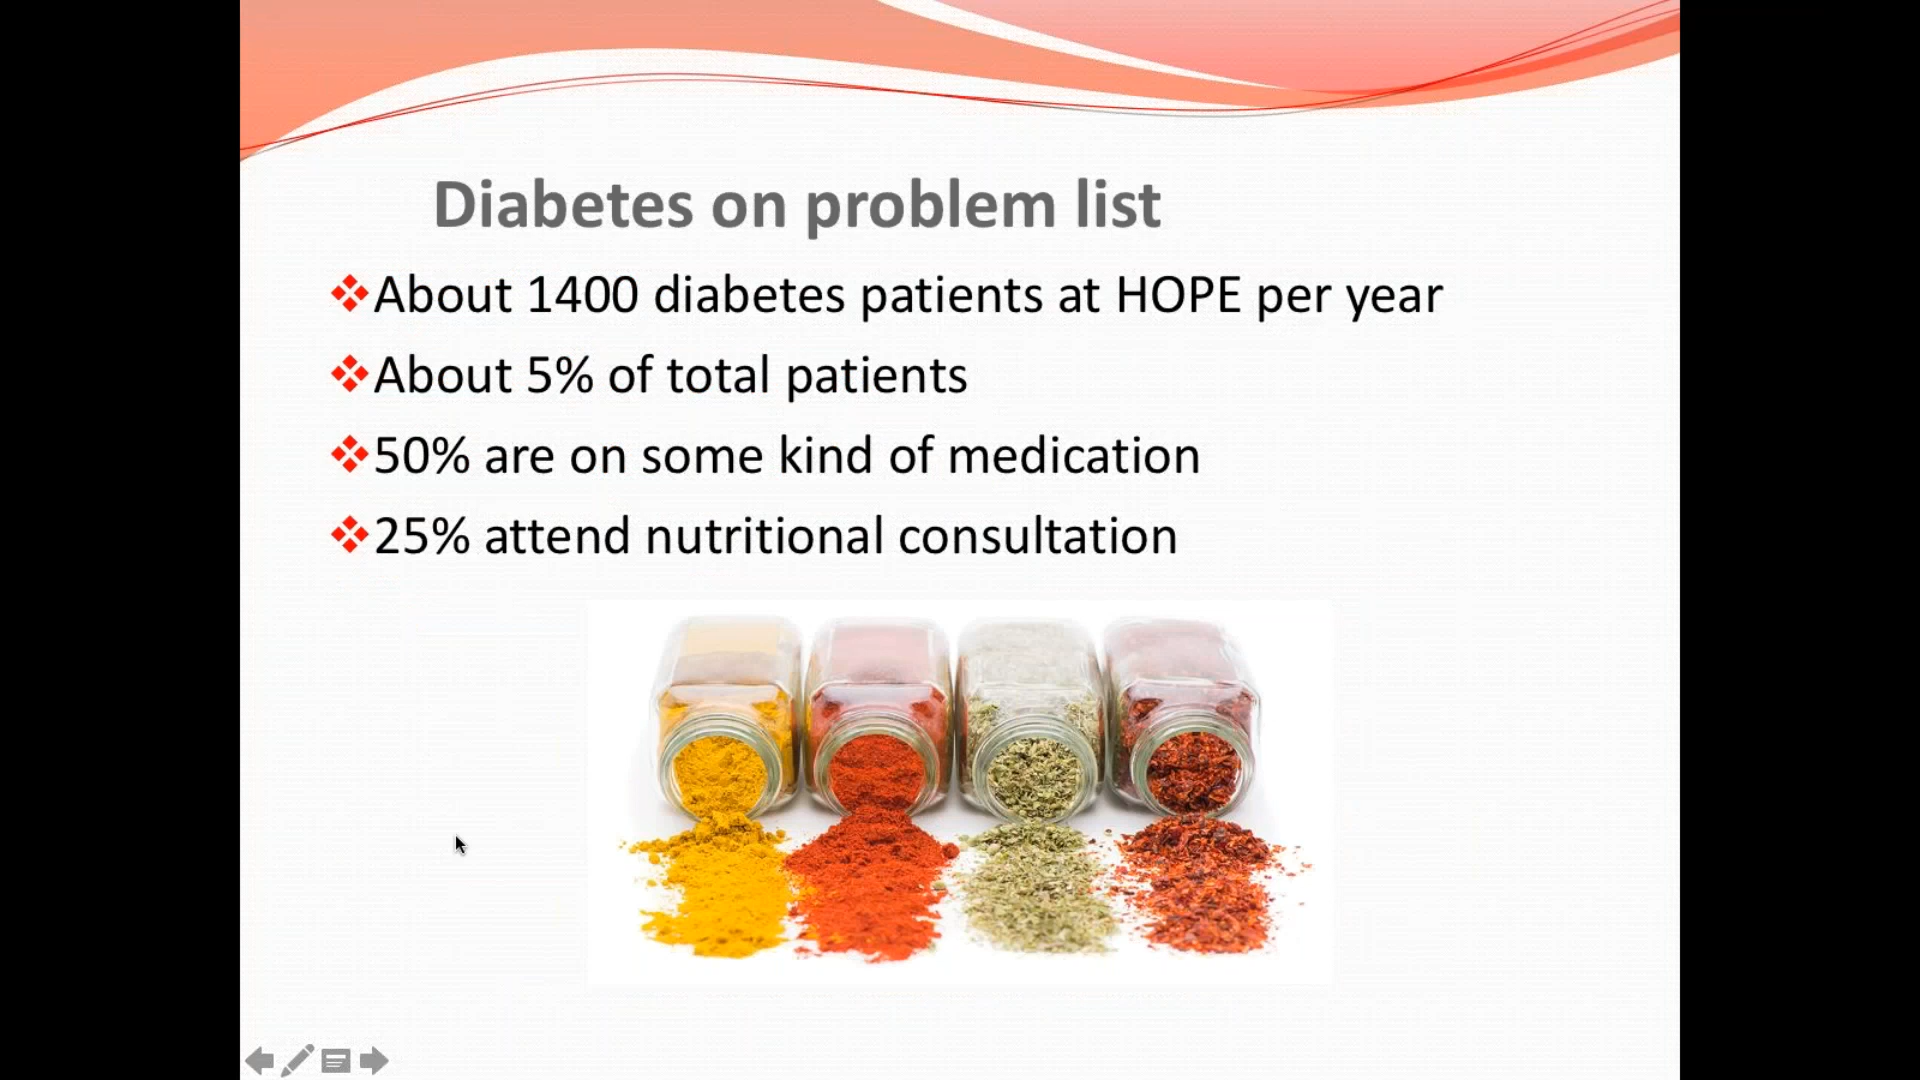 Diabetes on problem list
About 1400 diabetes patients at HOPE per year
About 5% of total patients
50% are on some kind of medication
25% attend nutritional consultation